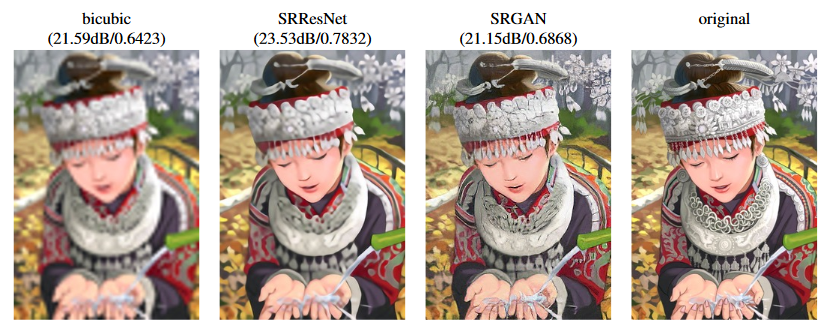 bicubic
(21.59dB/0.6423)
SRResNet
(23.53dB/0.7832)
SRGAN
(21.15dB/0.6868)
original